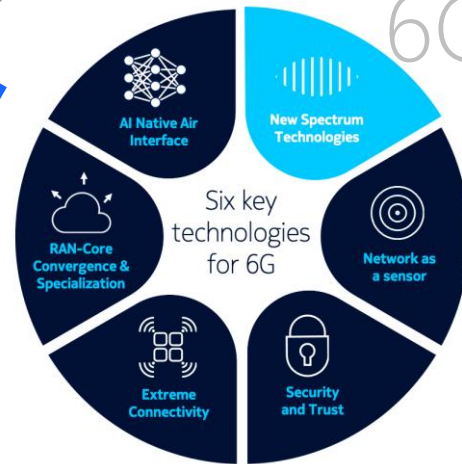 6G
AI Native Air
Interface
New Spectrum
Technologies
Six key
technologies
for 6G
RAN-Core
Convergence &
Specialization
Network as
a sensor
Extreme
Connectivity
Security
and Trust